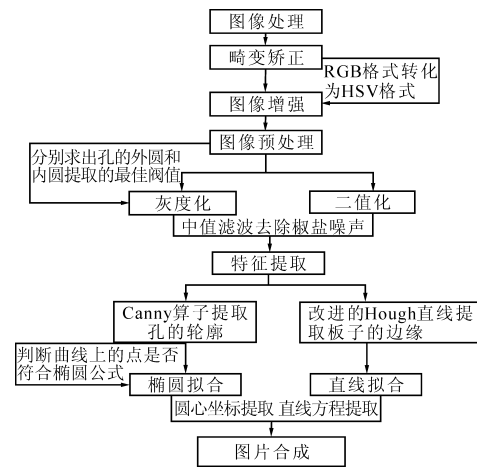 图像处理
畸变矫正
RGB格式转化
为HSV格式
图像增强
图像预处理
分别求出孔的外圆和
内圆提取的最佳阀值
灰度化
二值化
中值滤波去除椒盐噪声
特征提取
Canny算子提取
孔的轮廓
改进的Hough直线提
取板子的边缘
判断曲线上的点是否
符合椭圆公式
椭圆拟合
直线拟合
圆心坐标提取 直线方程提取
图片合成